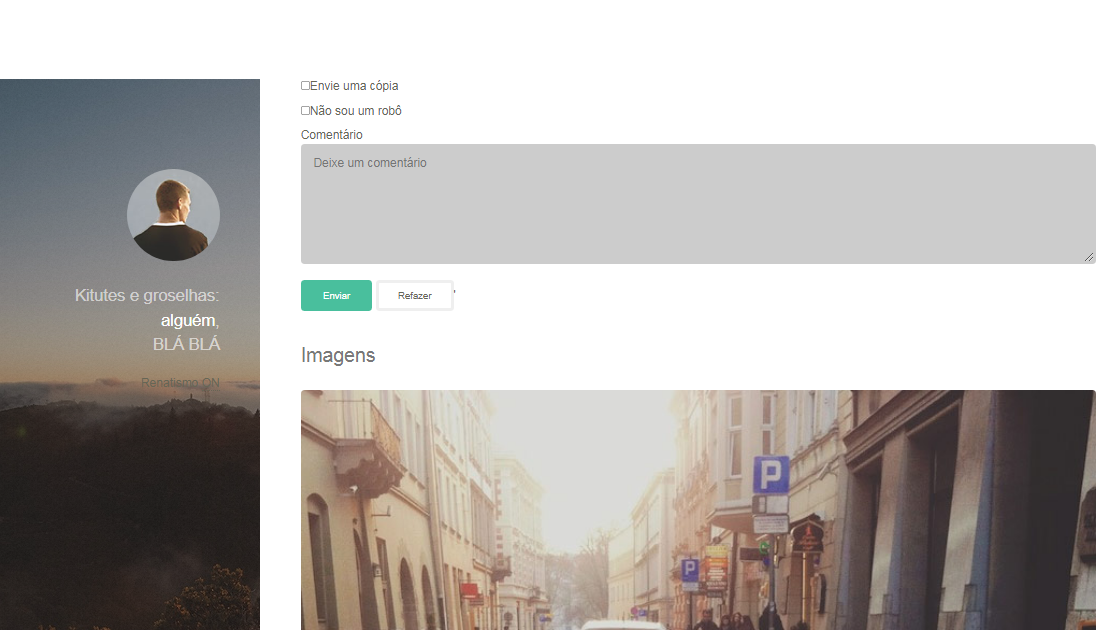 Envie uma cópia
Não sou um robô
Comentário
Deixe um comentário
Enviar
Refazer
Kitutes e groselhas:
alguém,
BLÁ BLÁ
Renatismo ON
Imagens
P
P